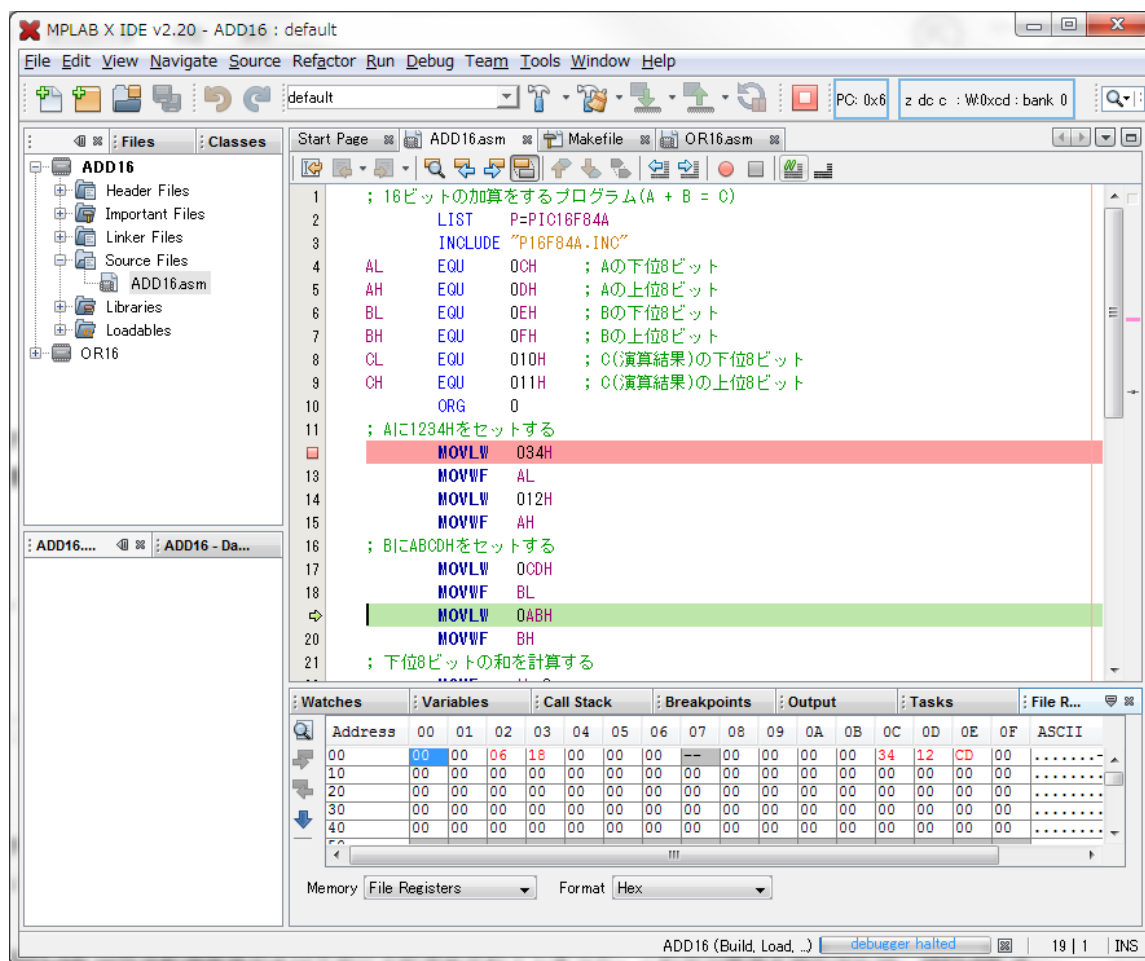 MPLAB X IDE v2.20 - ADD16 : default
File Edit View Navigate Source Refactor Run Debug Team Tools Window Help
default PC: 0x6 z dc c : W:0xcd : bank 0
Files Classes
ADD16
Header Files
Important Files
Linker Files
Source Files
ADD16.asm
Libraries
Loadables
OR16
ADD16.... ADD16 - Da...
Start Page ADD16.asm Makefile OR16.asm
1 ; 16ビットの加算をするプログラム(A + B = C)
2 LIST P=PIC16F84A
3 INCLUDE "P16F84A.INC"
4 AL EQU 0CH ; Aの下位8ビット
5 AH EQU 0DH ; Aの上位8ビット
6 BL EQU 0EH ; Bの下位8ビット
7 BH EQU 0FH ; Bの上位8ビット
8 CL EQU 010H ; C(演算結果)の下位8ビット
9 CH EQU 011H ; C(演算結果)の上位8ビット
10 ORG 0
11 ; Aに1234Hをセットする
MOVLW 034H
13 MOVWF AL
14 MOVLW 012H
15 MOVWF AH
16 ; BにABCDHをセットする
17 MOVLW 0CDH
18 MOVWF BL
MOVLW 0ABH
20 MOVWF BH
21 ; 下位8ビットの和を計算する
Watches Variables Call Stack Breakpoints Output Tasks File R...
Address 00 01 02 03 04 05 06 07 08 09 0A 0B 0C 0D 0E 0F ASCII
00 00 00 06 18 00 00 00 -- 00 00 00 00 34 12 CD 00 .......-
10 00 00 00 00 00 00 00 00 00 00 00 00 00 00 00 00 ........
20 00 00 00 00 00 00 00 00 00 00 00 00 00 00 00 00 ........
30 00 00 00 00 00 00 00 00 00 00 00 00 00 00 00 00 ........
40 00 00 00 00 00 00 00 00 00 00 00 00 00 00 00 00 ........
Memory File Registers Format Hex
ADD16 (Build, Load, ...) debugger halted 19 | 1 INS